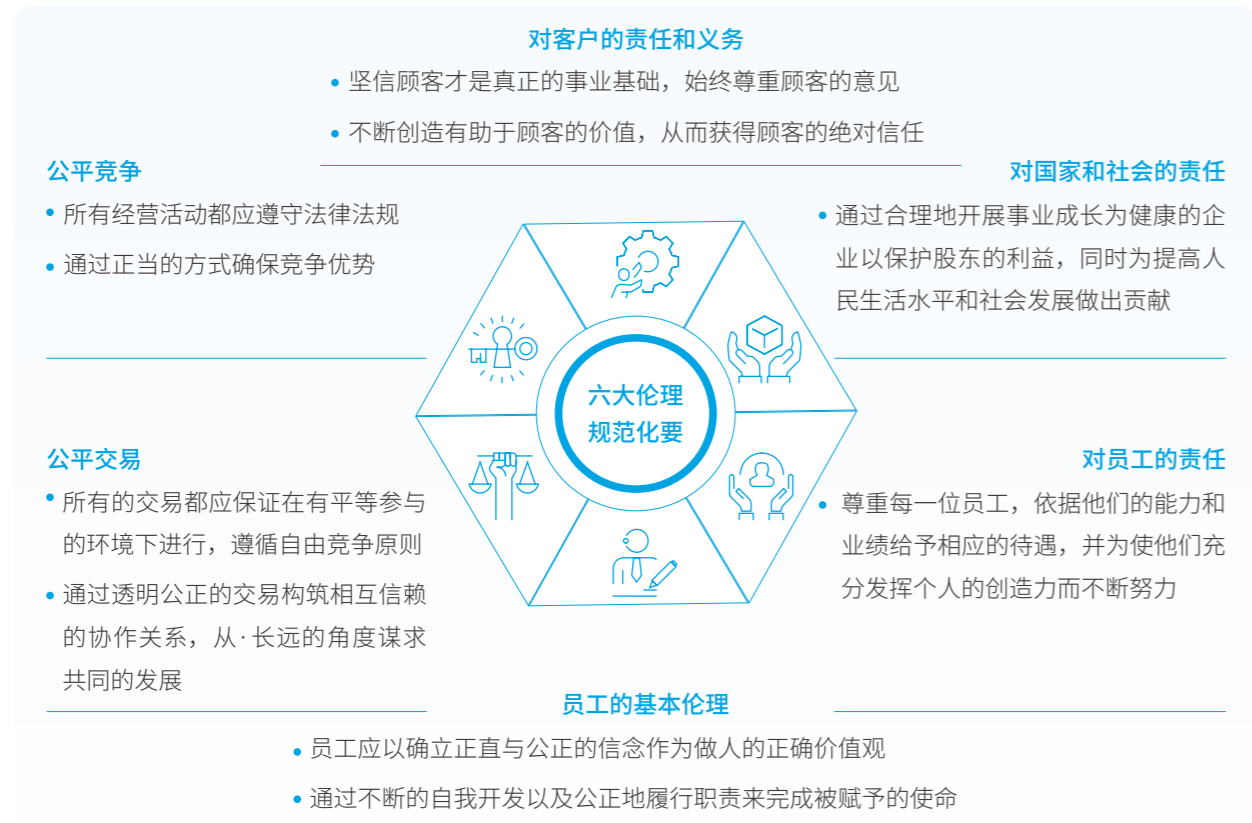 对客户的责任和义务
坚信顾客才是真正的事业基础，始终尊重顾客的意见
不断创造有助于顾客的价值，从而获得顾客的绝对信任
公平竞争
所有经营活动都应遵守法律法规
通过正当的方式确保竞争优势
对国家和社会的责任
通过合理地开展事业成长为健康的企
业以保护股东的利益，同时为提高人
民生活水平和社会发展做出贡献
六大伦理
规范化要
公平交易
所有的交易都应保证在有平等参与
的环境下进行，遵循自由竞争原则
通过透明公正的交易构筑相互信赖
的协作关系，从·长远的角度谋求
共同的发展
对员工的责任
尊重每一位员工，依据他们的能力和
业绩给予相应的待遇，并为使他们充
分发挥个人的创造力而不断努力
员工的基本伦理
员工应以确立正直与公正的信念作为做人的正确价值观
通过不断的自我开发以及公正地履行职责来完成被赋予的使命